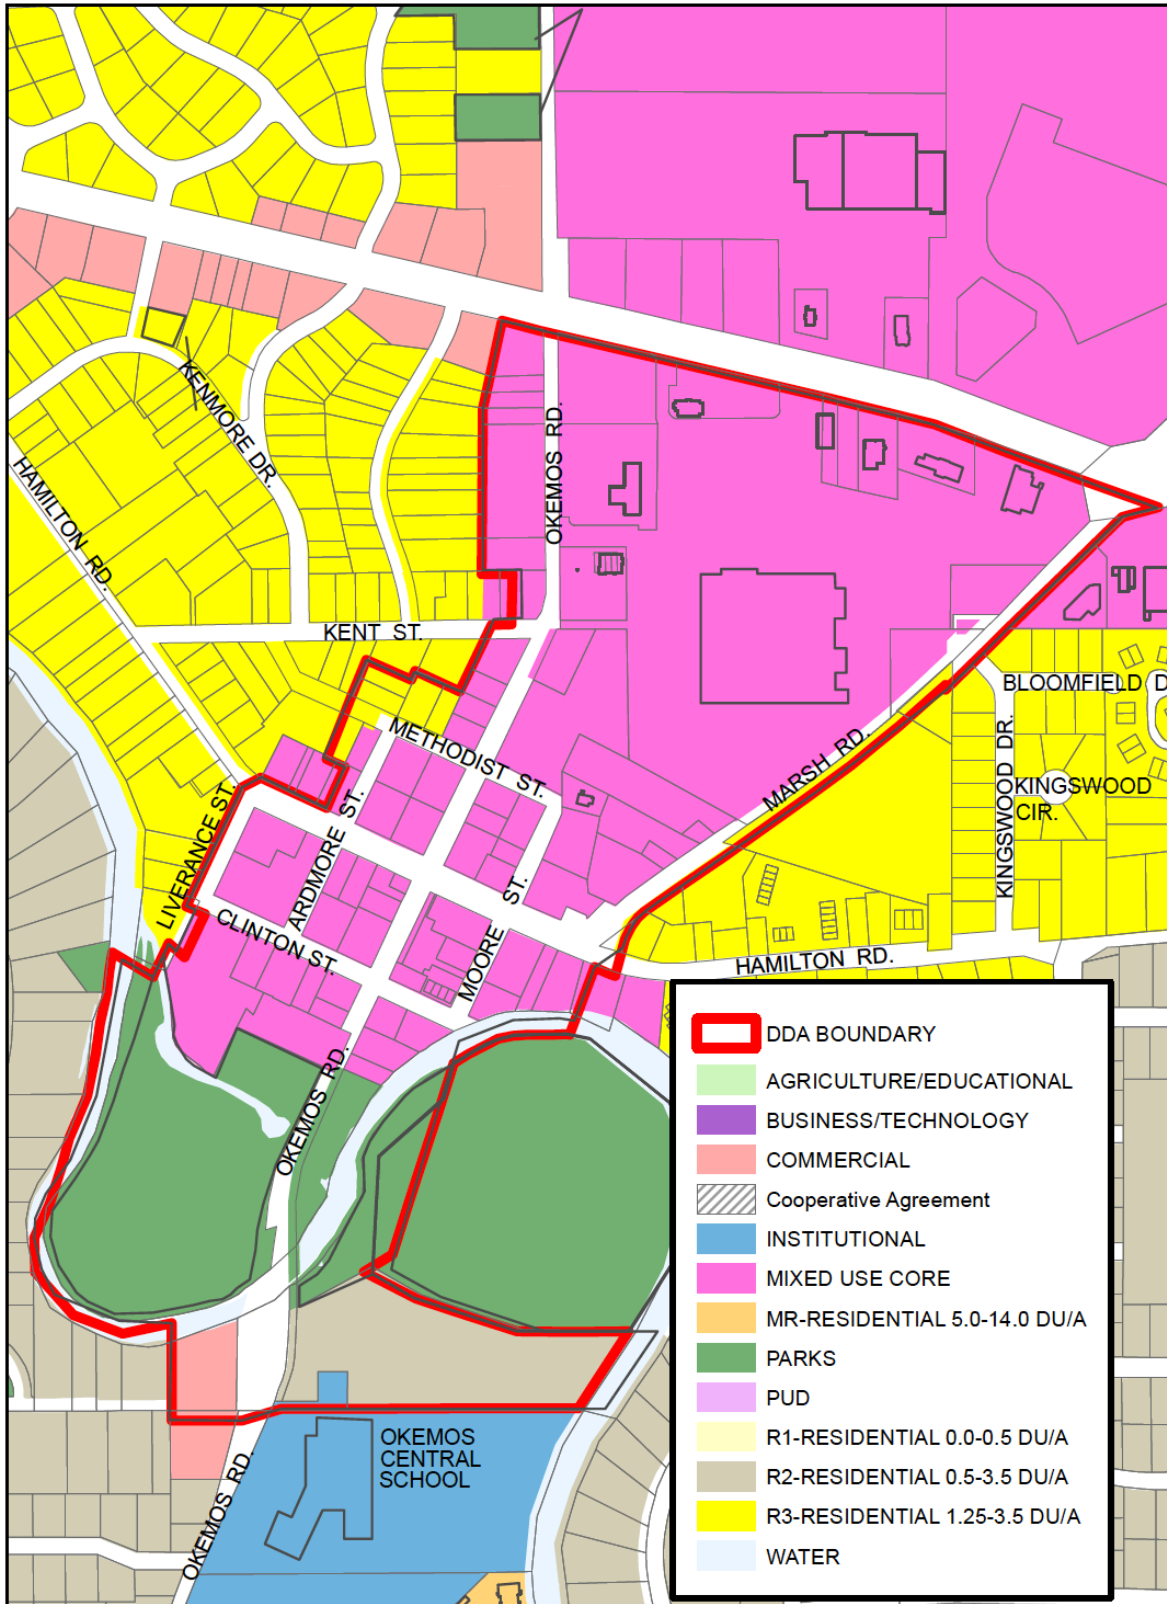 OKEMOS RD.
KENMORE DR.
HAMILTON RD.
KENT ST.
BLOOMFIELD D
METHODIST ST.
MARSH RD.
KINGSWOOD DR.
KINGSWOOD
CIR.
LIVERANCE ST.
ARDMORE ST.
CLINTON ST.
MOORE ST.
HAMILTON RD.
OKEMOS RD.
OKEMOS
CENTRAL
SCHOOL
OKEMOS RD.
DDA BOUNDARY
AGRICULTURE/EDUCATIONAL
BUSINESS/TECHNOLOGY
COMMERCIAL
Cooperative Agreement
INSTITUTIONAL
MIXED USE CORE
MR-RESIDENTIAL 5.0-14.0 DU/A
PARKS
PUD
R1-RESIDENTIAL 0.0-0.5 DU/A
R2-RESIDENTIAL 0.5-3.5 DU/A
R3-RESIDENTIAL 1.25-3.5 DU/A
WATER